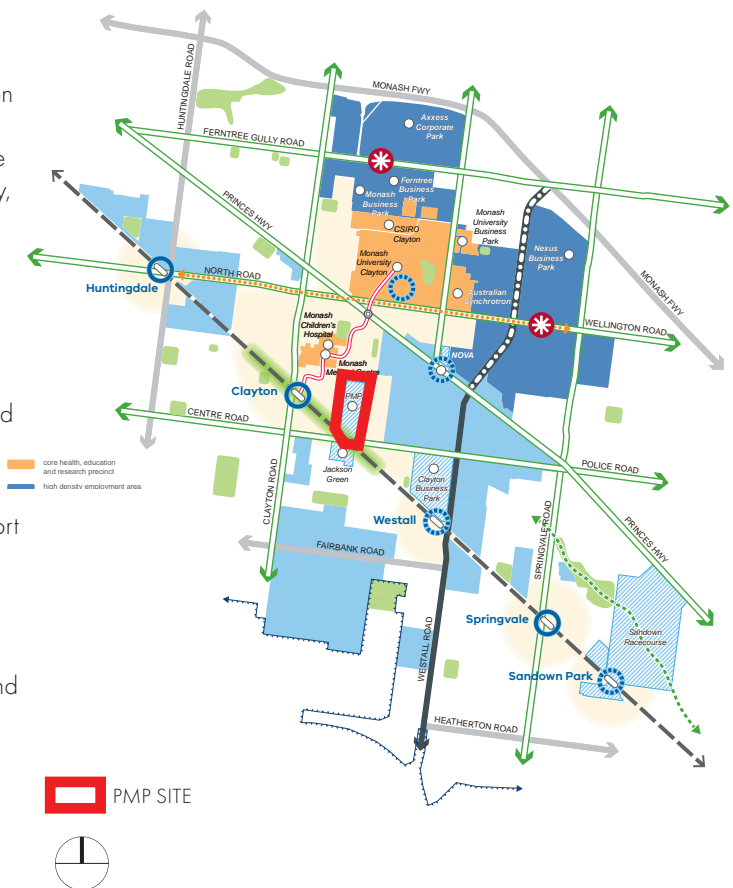 on
e
y,
d
ort
nd
HUNTINGDALE ROAD
MONASH FWY
Axxess
Corporate
Park
FERNTREE GULLY ROAD
Ferntree
Business
Park
Monash
Business
Park
PRINCES HWY
CSIRO
Clayton
Monash
University
Business
Park
Monash
University
Clayton
Nexus
Business
Park
MONASH FWY
Huntingdale
NORTH ROAD
Australian
Synchrotron
WELLINGTON ROAD
Monash
Children's
Hospital
NOVA
Monash
Medical Centre
Clayton
PMP
CENTRE ROAD
core health, education
and research precinct
high density employment area
Jackson
Green
Clayton
Business
Park
POLICE ROAD
CLAYTON ROAD
Westall
SPRINGVALE ROAD
PRINCES HWY
FAIRBANK ROAD
Springvale
Sandown
Racecourse
WESTALL ROAD
Sandown Park
HEATHERTON ROAD
PMP SITE